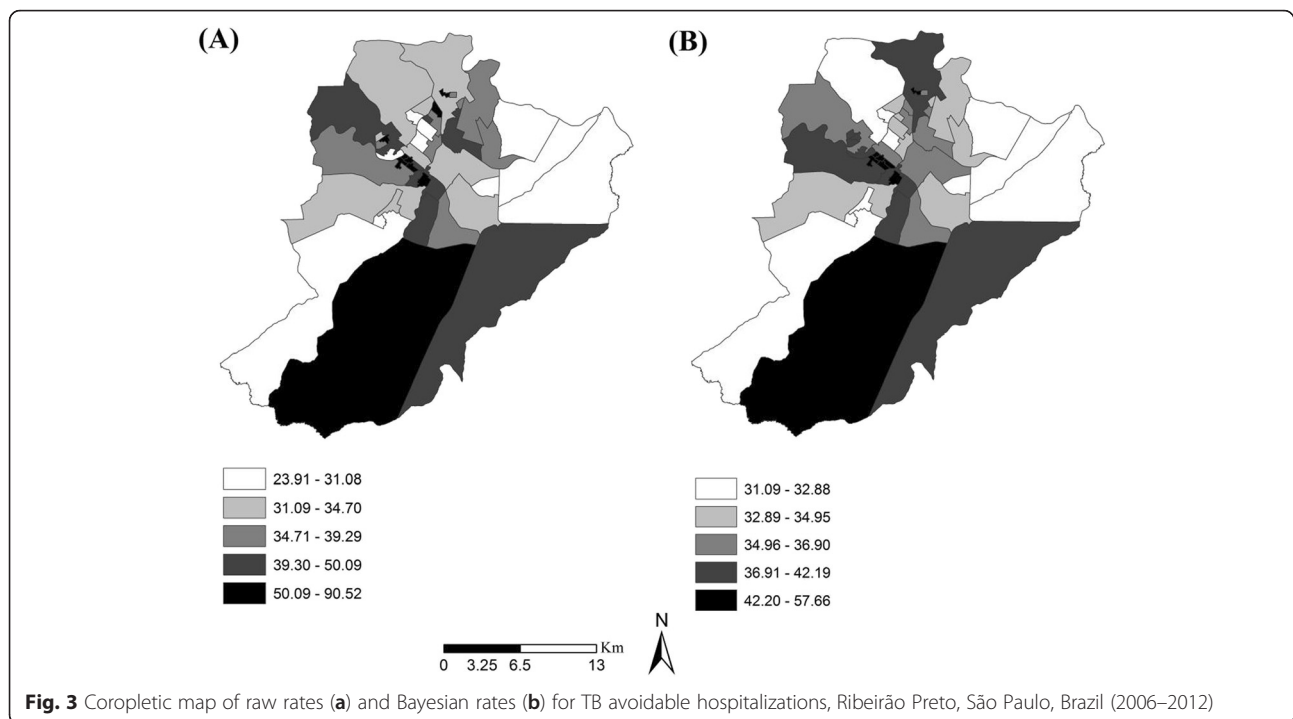 (A)
(B)
23.91 - 31.08
31.09 - 34.70
34.71 - 39.29
39.30 - 50.09
50.09 - 90.52
31.09 - 32.88
32.89 - 34.95
34.96 - 36.90
36.91 - 42.19
42.20 - 57.66
Km
0 3.25 6.5 13
N
Fig. 3 Coropletic map of raw rates (a) and Bayesian rates (b) for TB avoidable hospitalizations, Ribeirão Preto, São Paulo, Brazil (2006–2012)